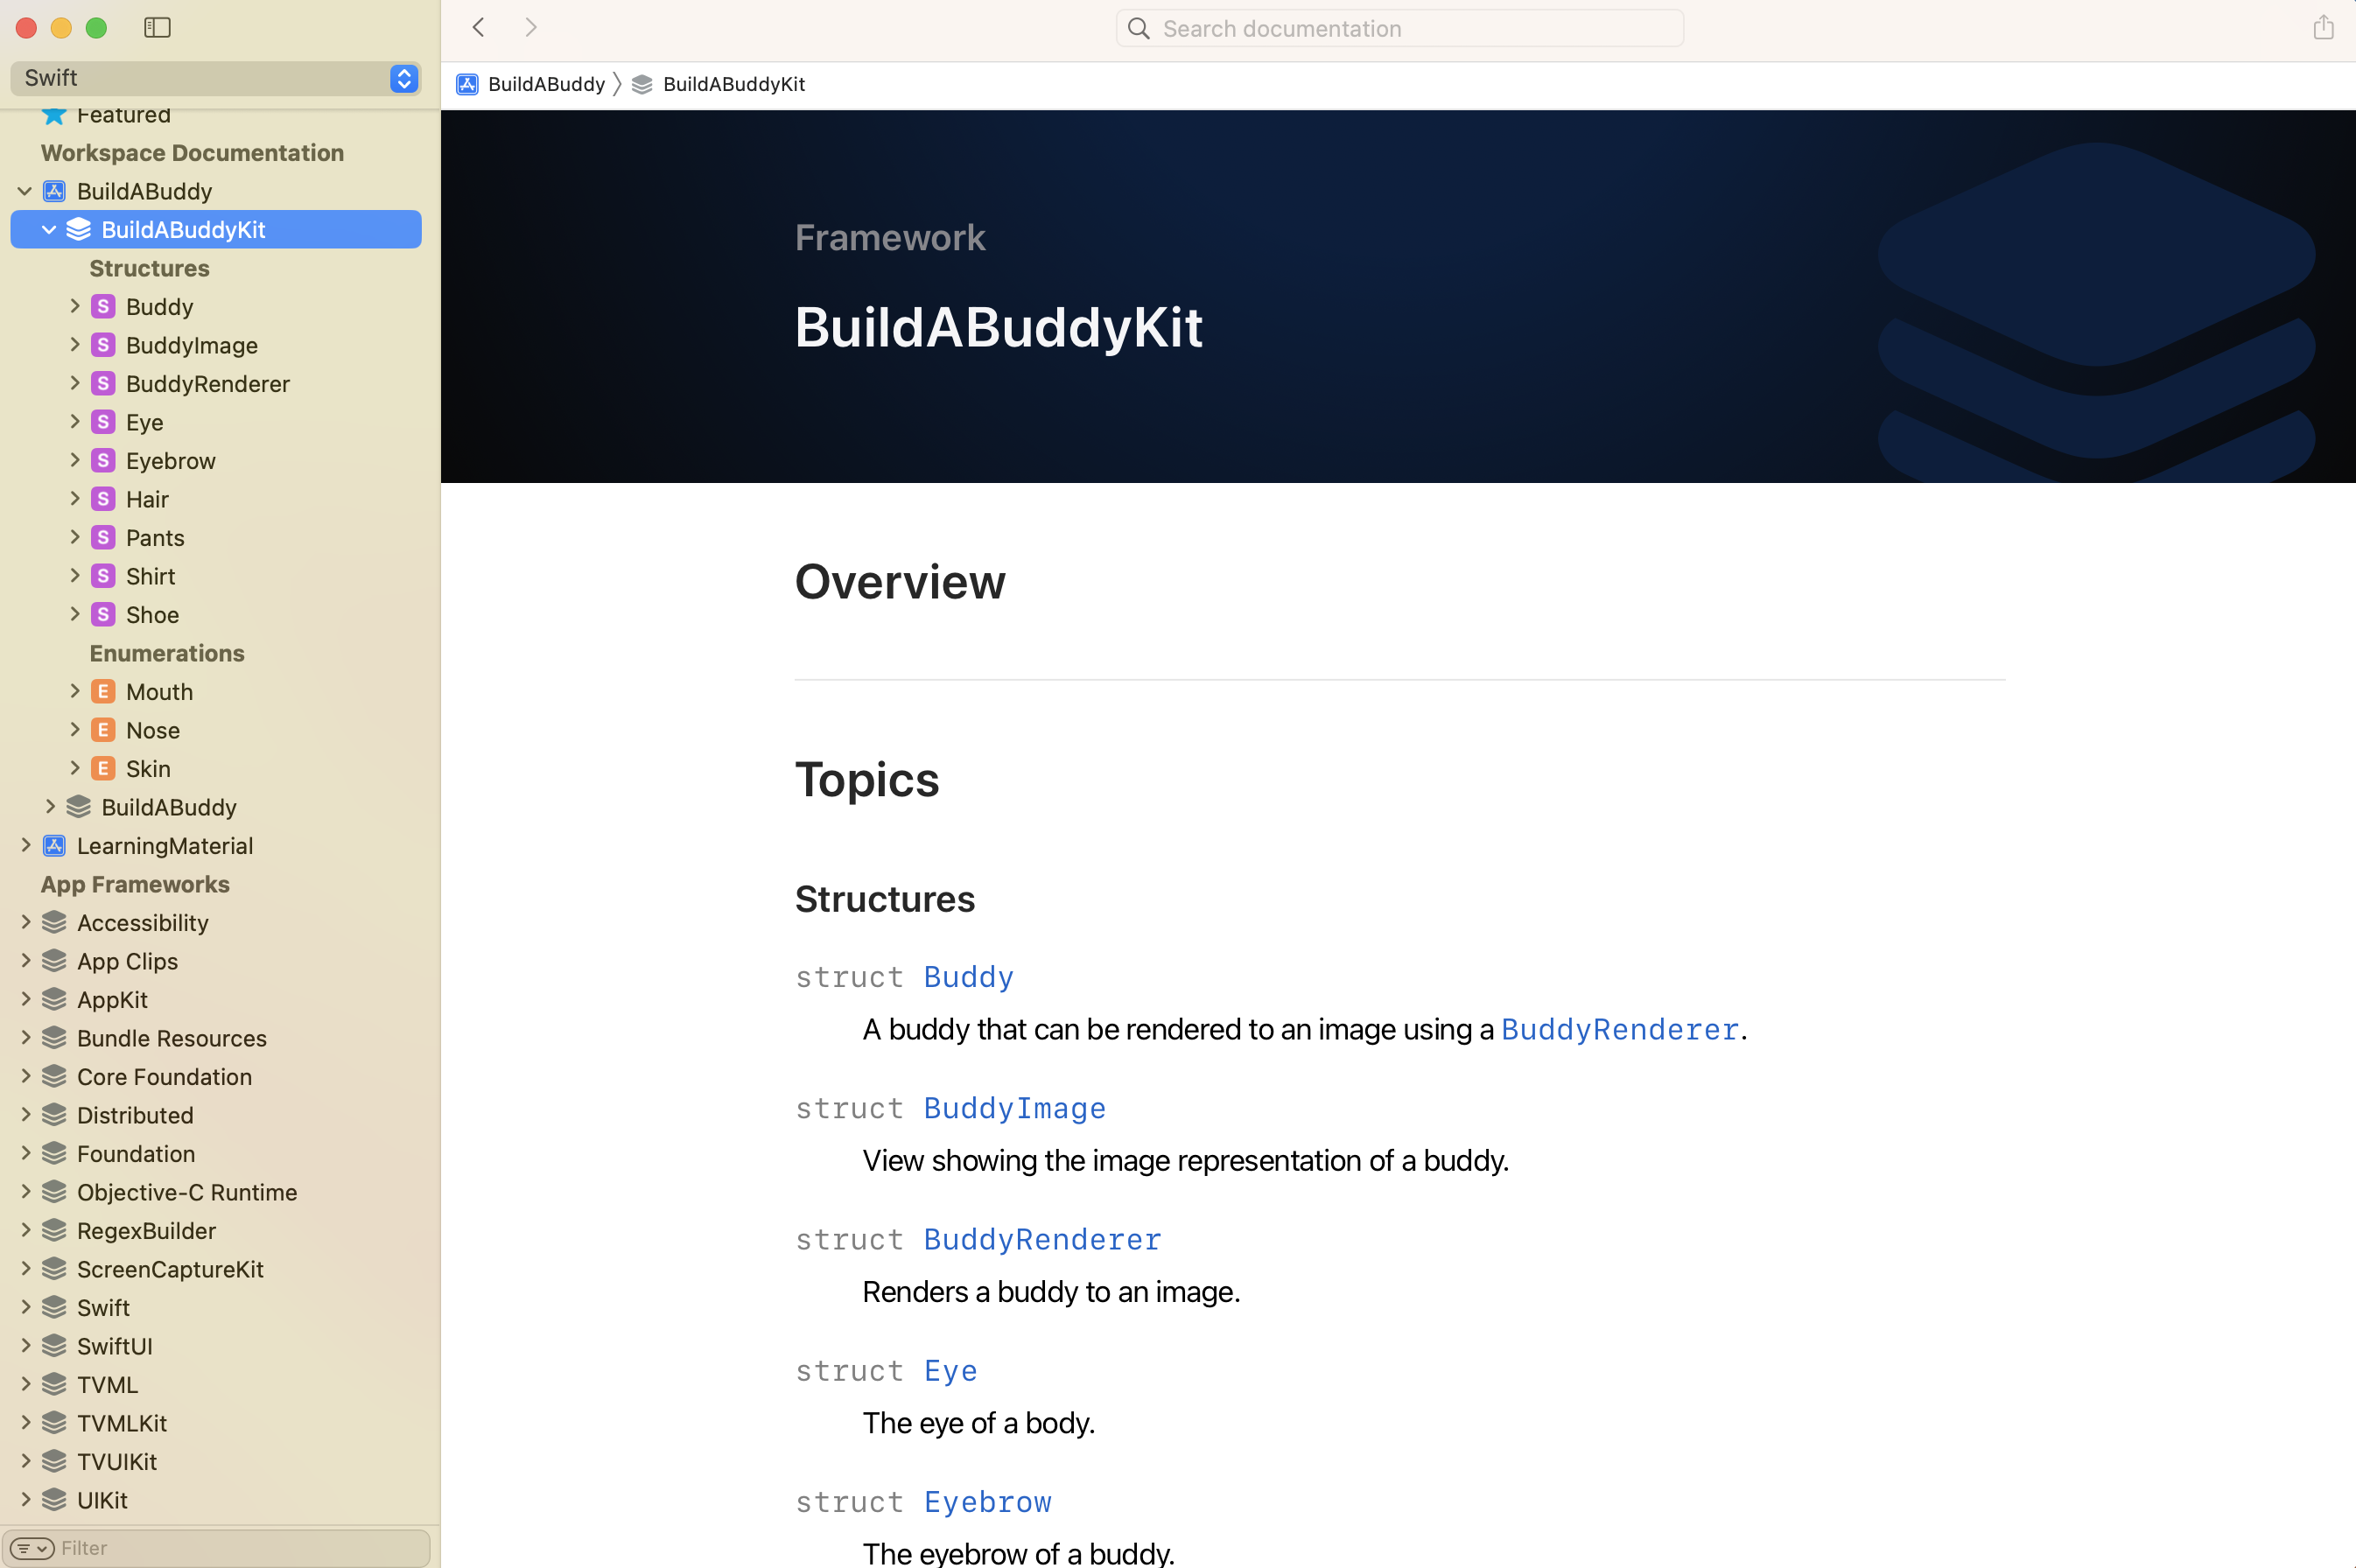 Swift
Featured
Workspace Documentation
BuildABuddy
BuildABuddyKit
Structures
S Buddy
S BuddyImage
S BuddyRenderer
S Eye
S Eyebrow
S Hair
S Pants
S Shirt
S Shoe
Enumerations
E Mouth
E Nose
E Skin
BuildABuddy
LearningMaterial
App Frameworks
Accessibility
App Clips
AppKit
Bundle Resources
Core Foundation
Distributed
Foundation
Objective-C Runtime
RegexBuilder
ScreenCaptureKit
Swift
SwiftUI
TVML
TVMLKit
TVUIKit
UIKit
Filter
Search documentation
BuildABuddy 〉 BuildABuddyKit
Framework
BuildABuddyKit
Overview
Topics
Structures
struct Buddy
A buddy that can be rendered to an image using a BuddyRenderer.
struct BuddyImage
View showing the image representation of a buddy.
struct BuddyRenderer
Renders a buddy to an image.
struct Eye
The eye of a body.
struct Eyebrow
The eyebrow of a buddy.